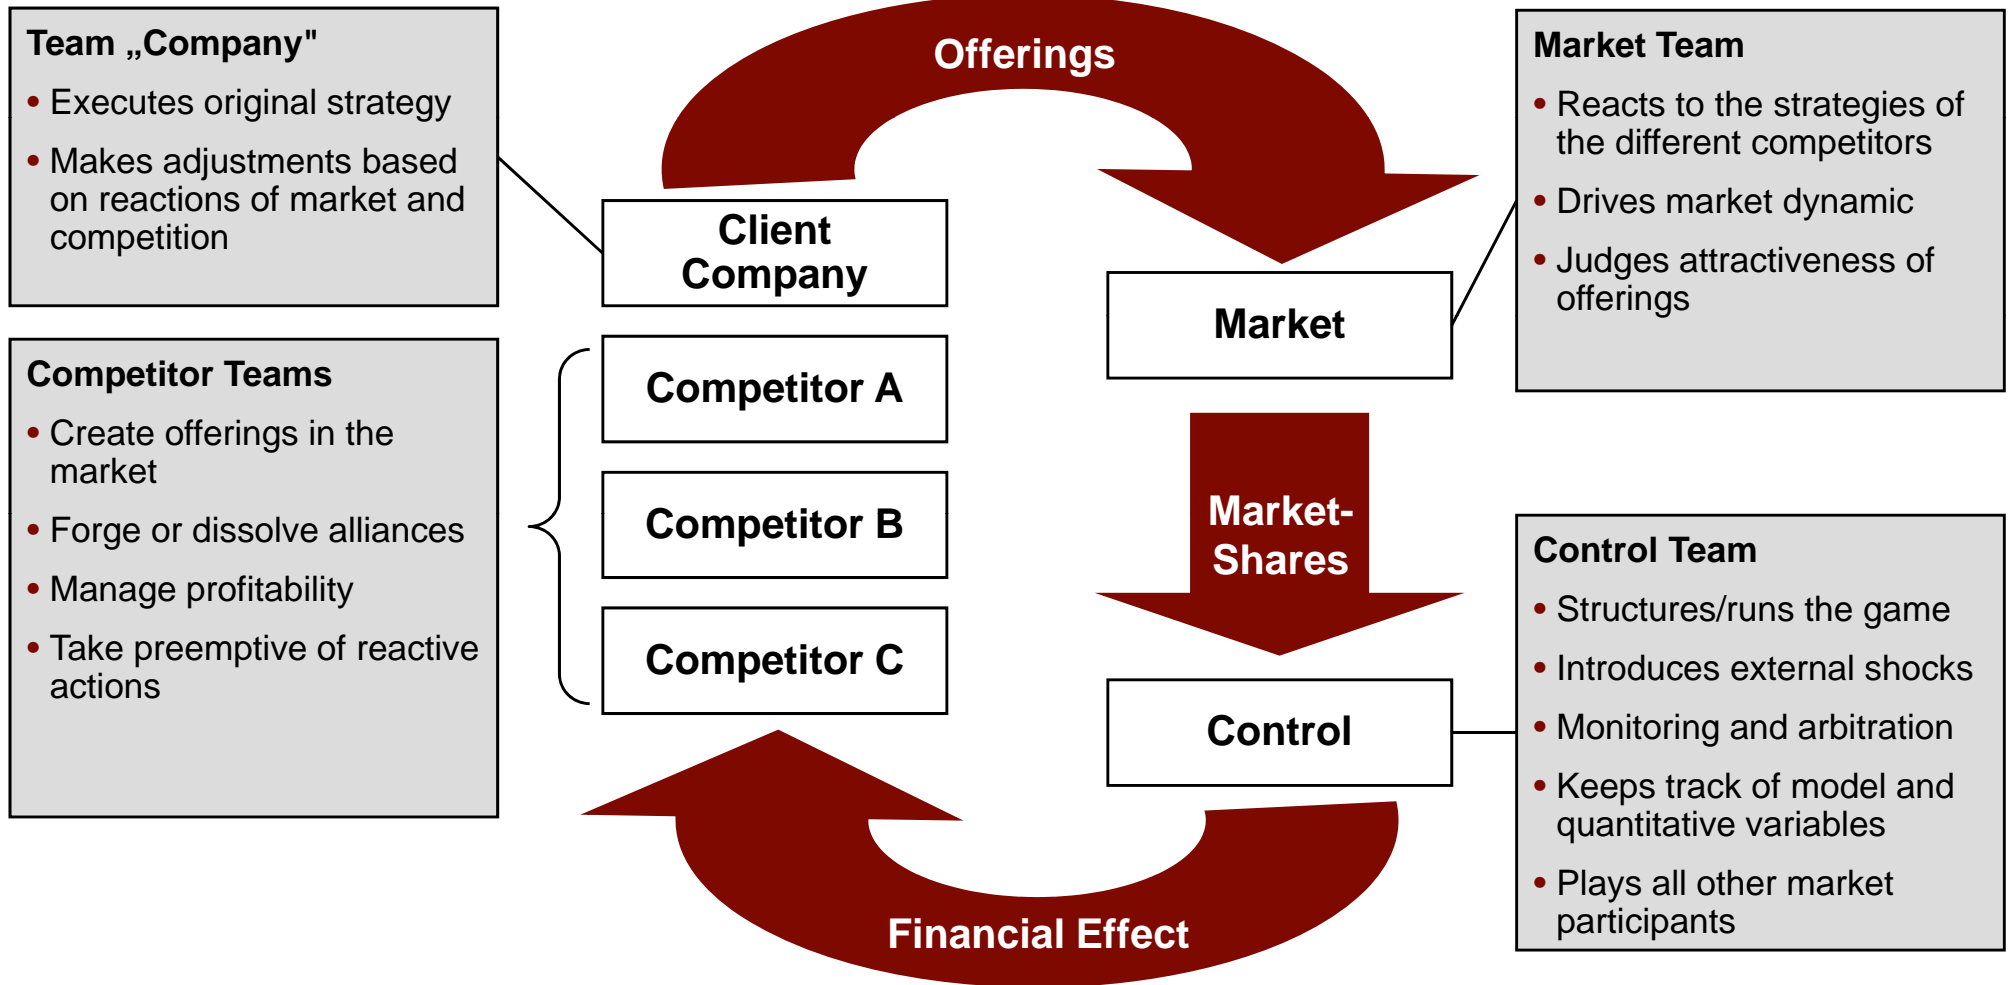 Team „Company"
• Executes original strategy
• Makes adjustments based
on reactions of market and
competition
Competitor Teams
• Create offerings in the
market
• Forge or dissolve alliances
• Manage profitability
• Take preemptive of reactive
actions
Offerings
Client
Company
Competitor A
Competitor B
Competitor C
Market
Market-
Shares
Control
Financial Effect
Market Team
• Reacts to the strategies of
the different competitors
• Drives market dynamic
• Judges attractiveness of
offerings
Control Team
• Structures/runs the game
• Introduces external shocks
• Monitoring and arbitration
• Keeps track of model and
quantitative variables
• Plays all other market
participants